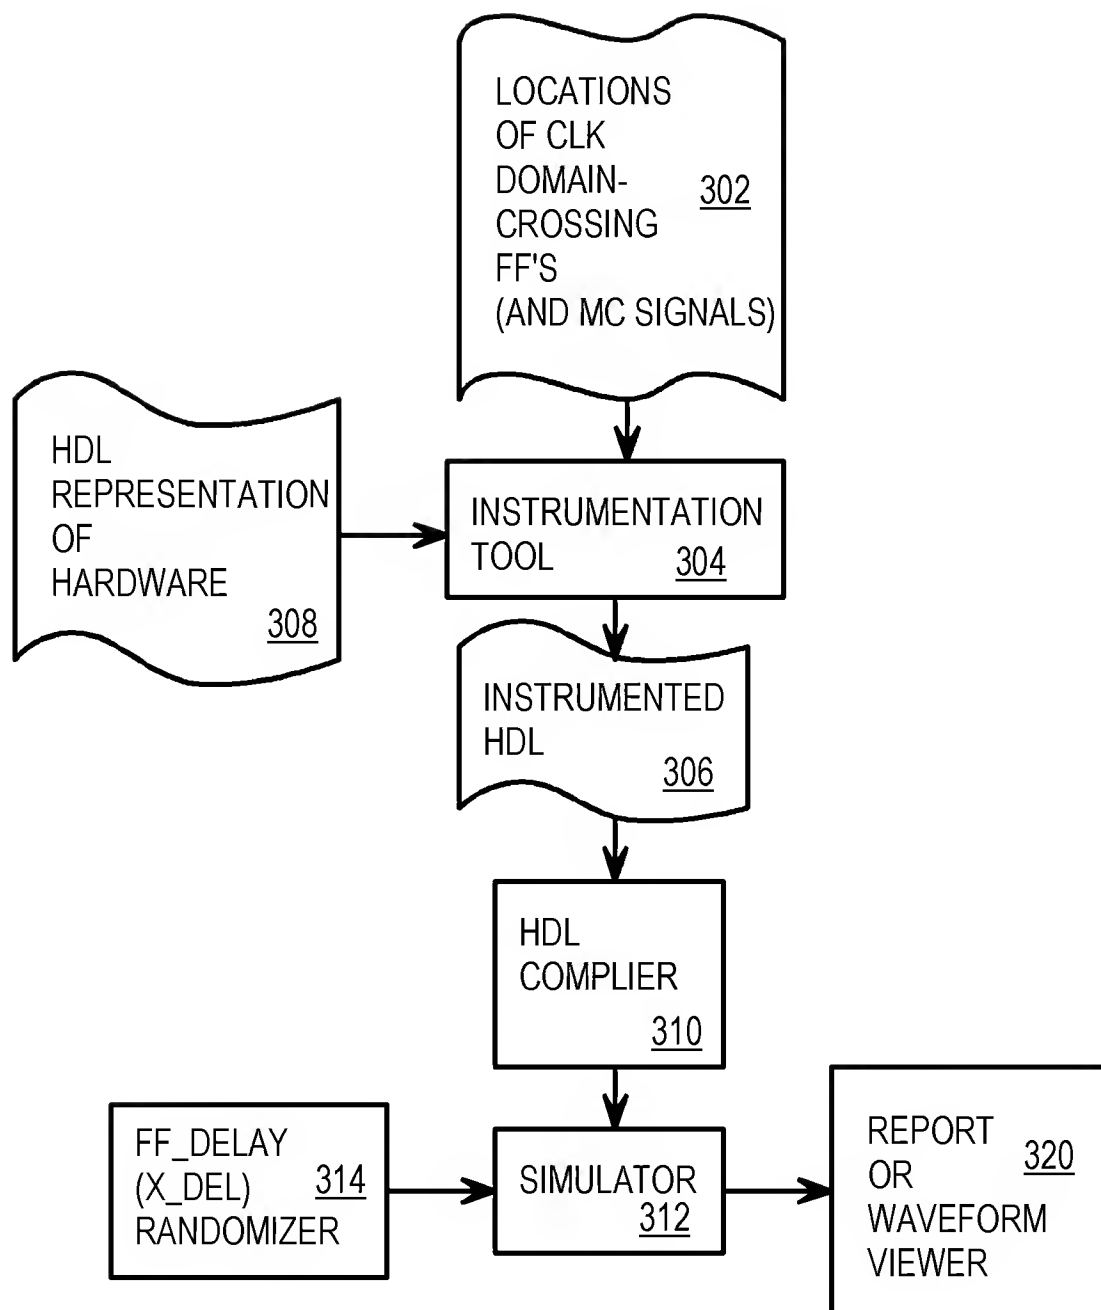 LOCATIONS
OF CLK
DOMAIN-
CROSSING
FF'S
(AND MC SIGNALS)
302
HDL
REPRESENTATION
OF
HARDWARE
308
INSTRUMENTATION
TOOL
304
INSTRUMENTED
HDL
306
HDL
COMPLIER
310
FF_DELAY
(X_DEL)
RANDOMIZER
314
SIMULATOR
312
REPORT
OR
WAVEFORM
VIEWER
320